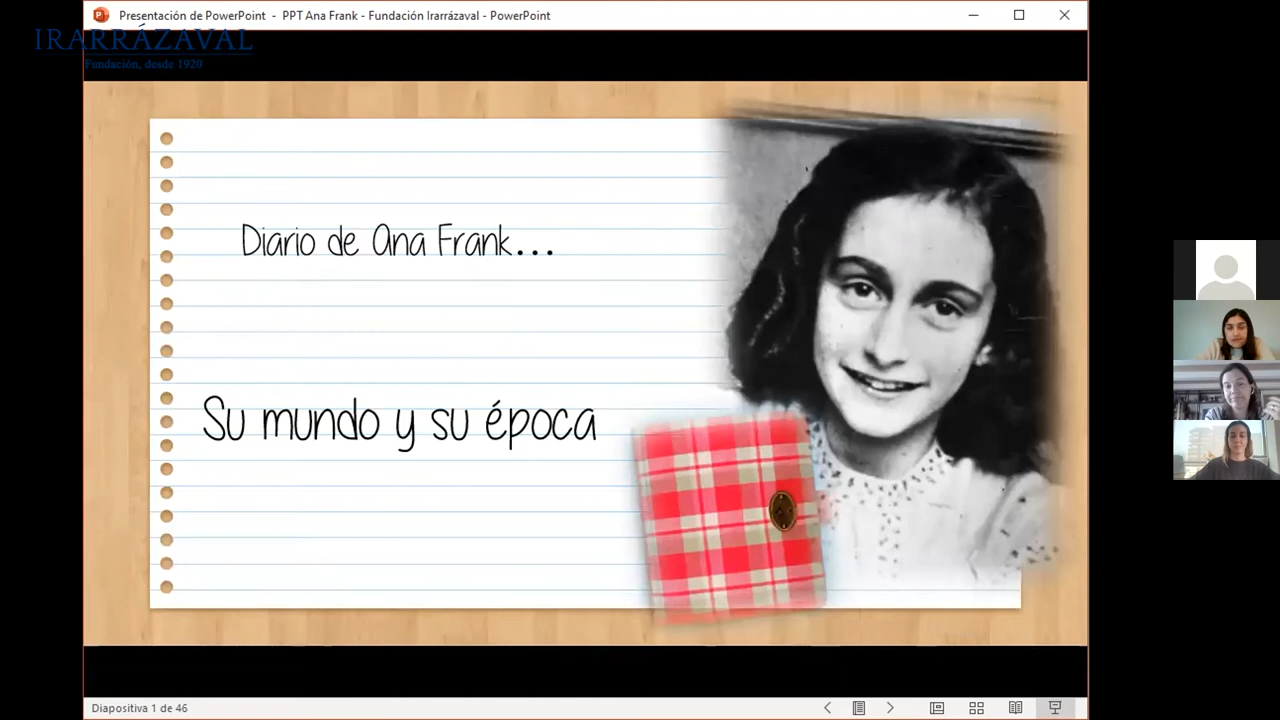 Presentación de PowerPoint - PPT Ana Frank - Fundación Irarrázaval - PowerPoint
IRARRÁZAVAL
Fundación, desde 1920
Diario de Ana Frank...
Su mundo y su época
Diapositiva 1 de 46